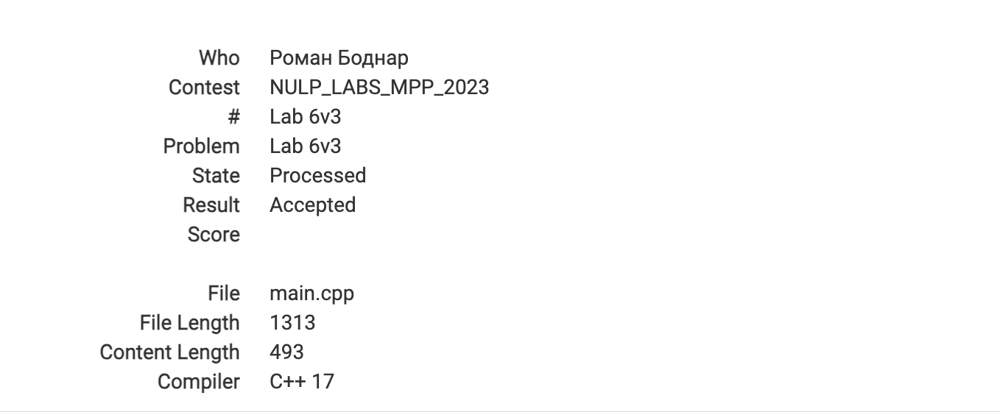 Who Роман Боднар
Contest NULP_LABS_MPP_2023
# Lab 6v3
Problem Lab 6v3
State Processed
Result Accepted
Score
File main.cpp
File Length 1313
Content Length 493
Compiler C++ 17